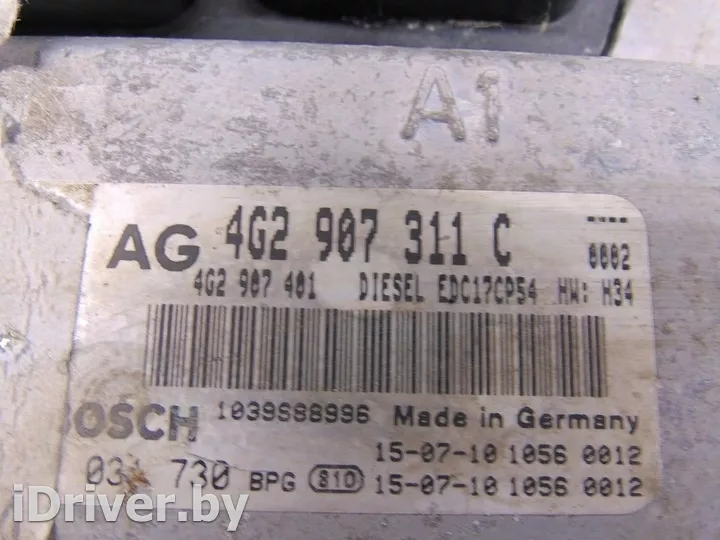 A1
AG 4G2 907 311 C ----
0002
4G2 907 401 DIESEL EDC17CP54 HW: H34
BOSCH 1039S88996 Made in Germany
15-07-10 1056 0012
730 BPG S10 15-07-10 1056 0012
iDriver.by